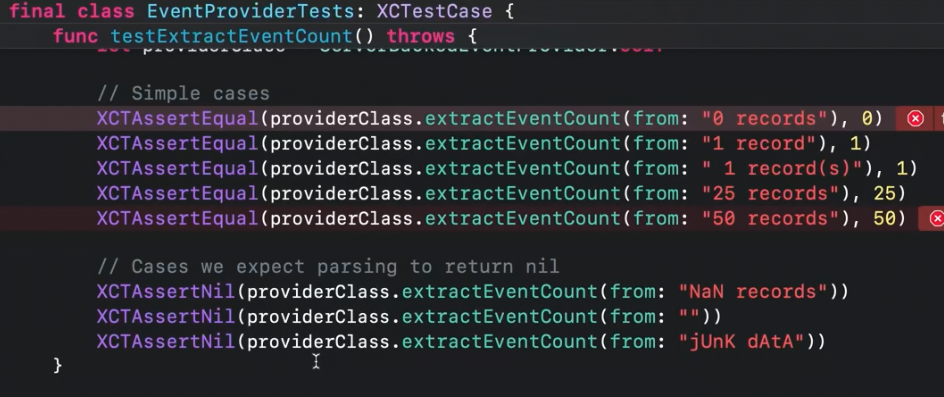 final class EventProviderTests: XCTestCase {
func testExtractEventCount() throws {
// Simple cases
XCTAssertEqual(providerClass.extractEventCount(from: "0 records"), 0)
XCTAssertEqual(providerClass.extractEventCount(from: "1 record"), 1)
XCTAssertEqual(providerClass.extractEventCount(from: " 1 record(s)"), 1)
XCTAssertEqual(providerClass.extractEventCount(from: "25 records"), 25)
XCTAssertEqual(providerClass.extractEventCount(from: "50 records"), 50)
// Cases we expect parsing to return nil
XCTAssertNil(providerClass.extractEventCount(from: "NaN records"))
XCTAssertNil(providerClass.extractEventCount(from: ""))
XCTAssertNil(providerClass.extractEventCount(from: "jUnK dAtA"))
}